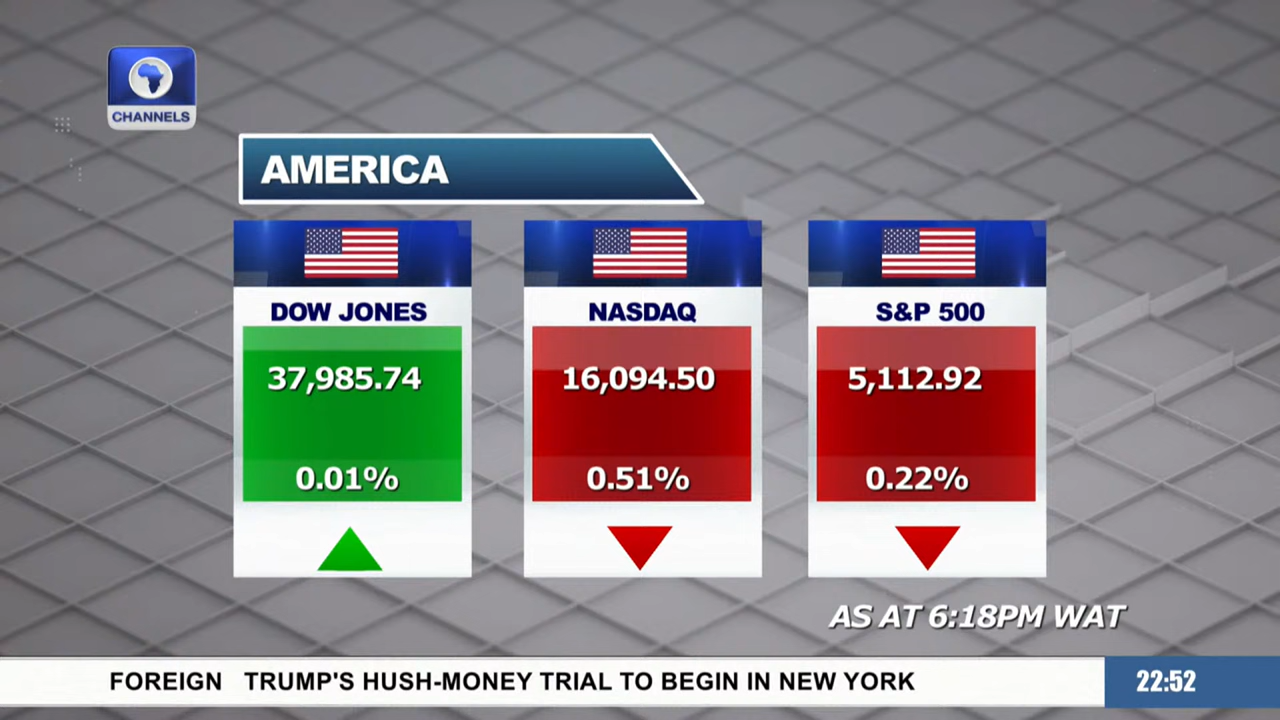 CHANNELS
AMERICA
DOW JONES
37,985.74
0.01%
NASDAQ
16,094.50
0.51%
S&P 500
5,112.92
0.22%
AS AT 6:18PM WAT
FOREIGN TRUMP'S HUSH-MONEY TRIAL TO BEGIN IN NEW YORK
22:52